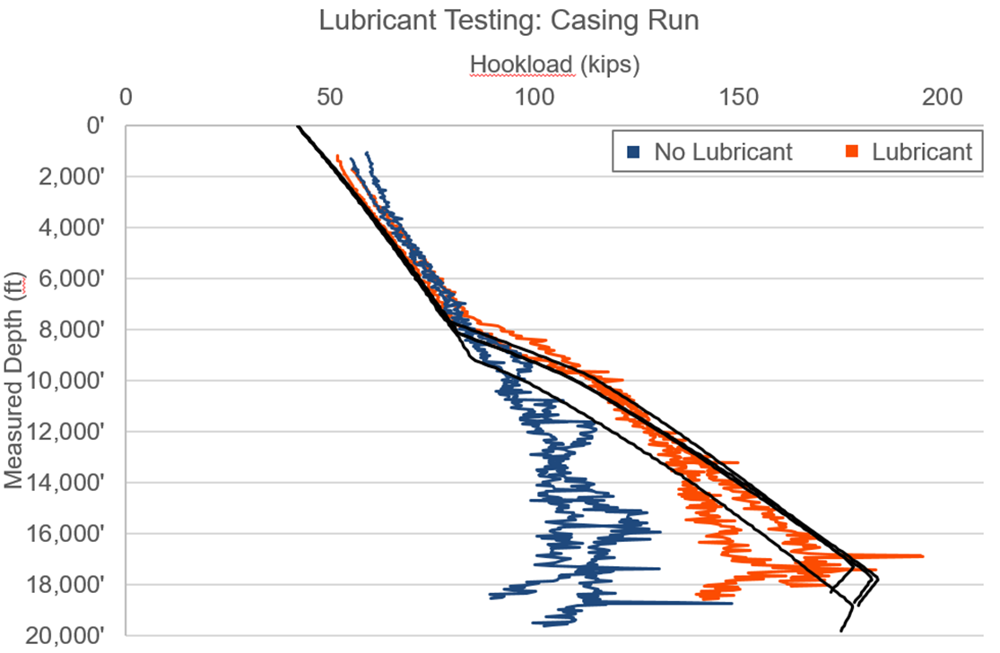 Lubricant Testing: Casing Run
Hookload (kips)
0 50 100 150 200
No Lubricant Lubricant
Measured Depth (ft)
0'
2,000'
4,000'
6,000'
8,000'
10,000'
12,000'
14,000'
16,000'
18,000'
20,000'